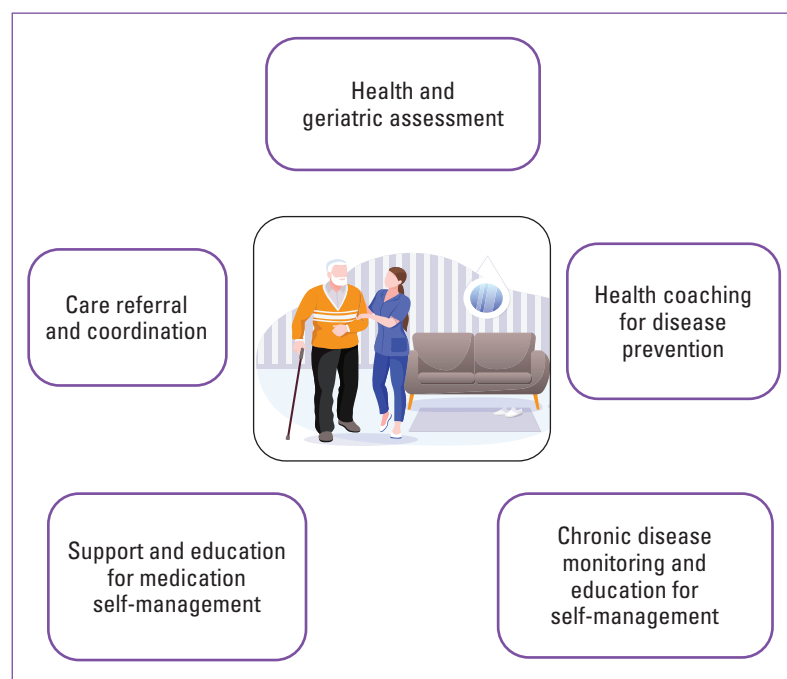 Health and
geriatric assessment
Care referral
and coordination
Health coaching
for disease
prevention
Support and education
for medication
self-management
Chronic disease
monitoring and
education for
self-management